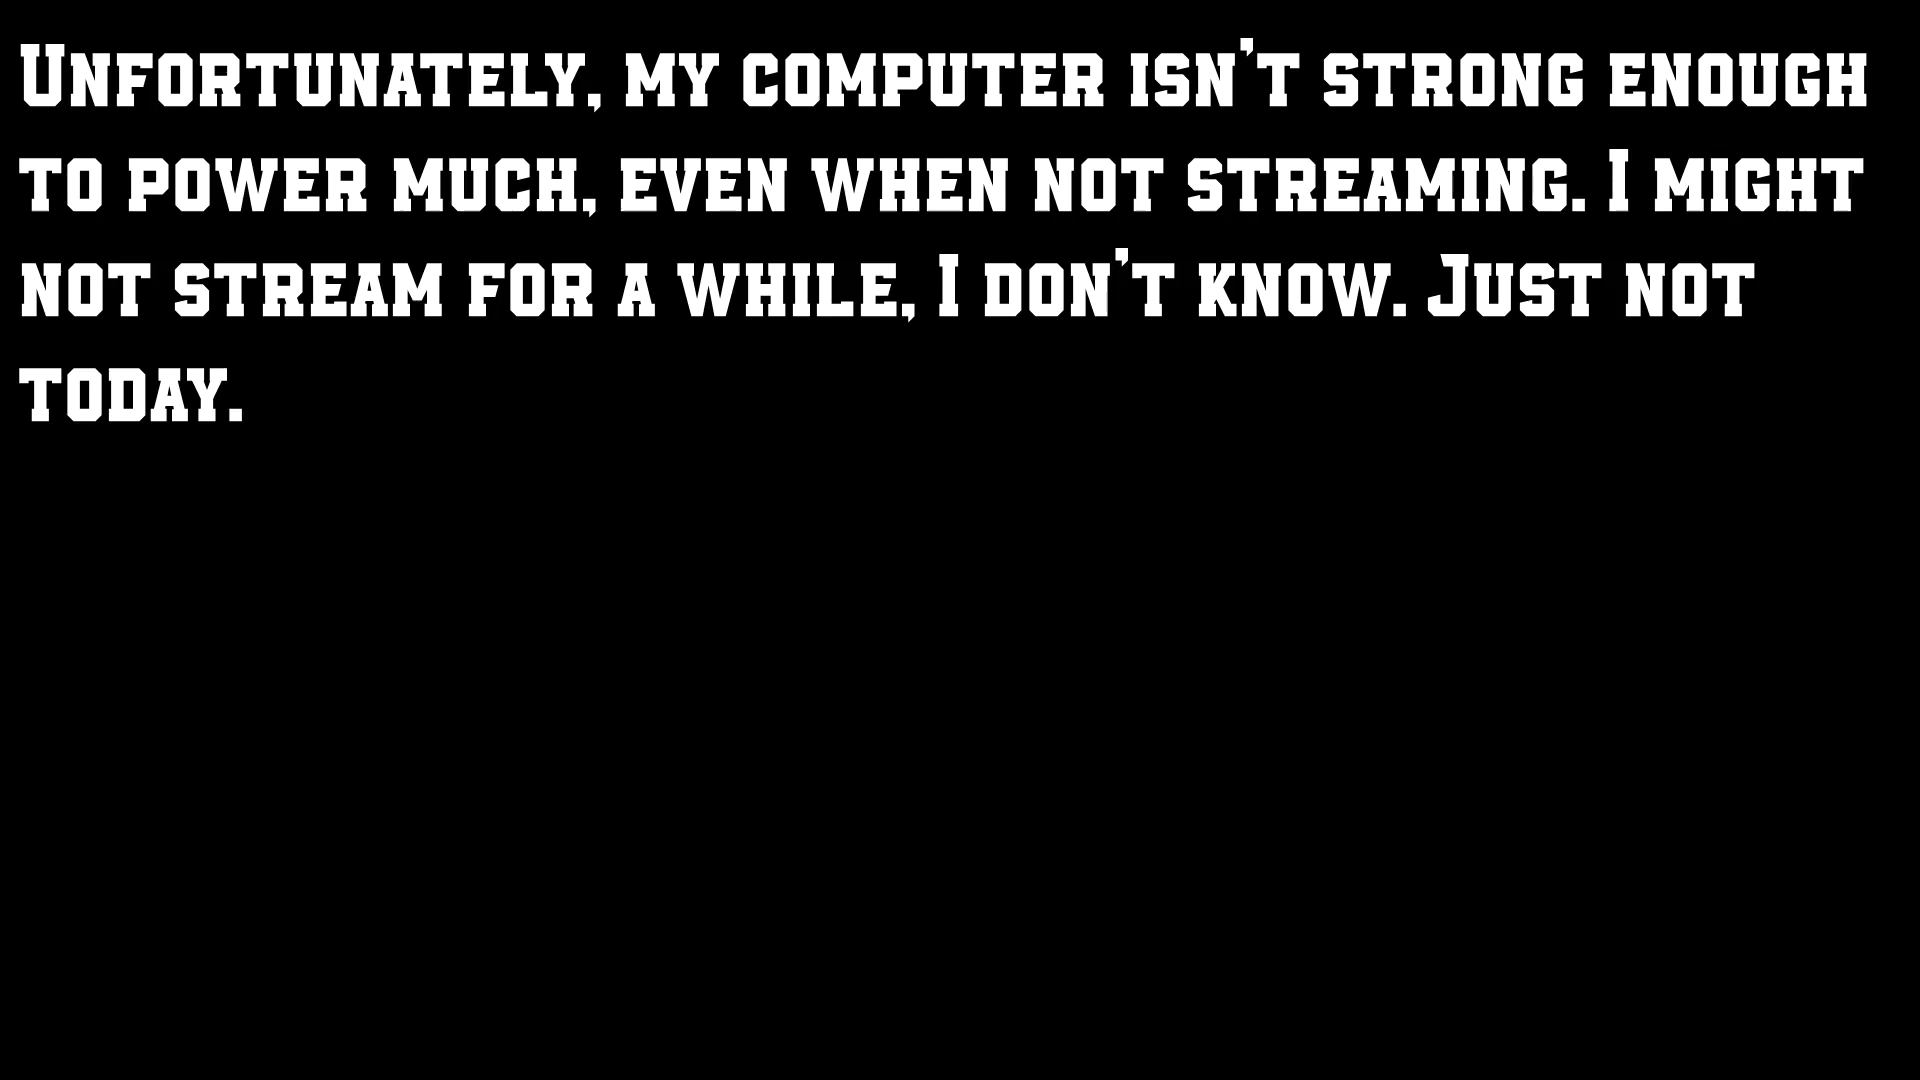 Unfortunately, my computer isn't strong enough
to power much, even when not streaming. I might
not stream for a while, I don't know. Just not
today.